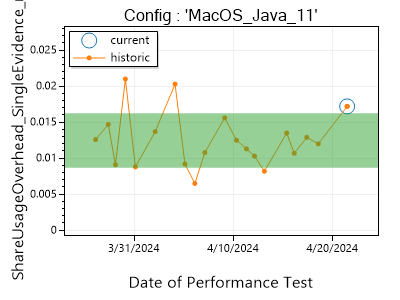 Config : 'MacOS_Java_11'
ShareUsageOverhead_SingleEvidence_
current
historic
0.025
0.02
0.015
0.01
0.005
0
3/31/2024
4/10/2024
4/20/2024
Date of Performance Test